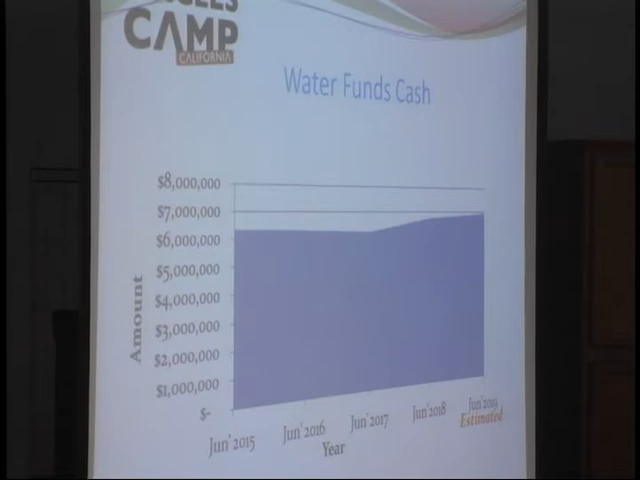 CAMP
CALIFORNIA
Water Funds Cash
$8,000,000
$7,000,000
$6,000,000
$5,000,000
$4,000,000
$3,000,000
$2,000,000
$1,000,000
$-
Amount
Jun'2015
Jun'2016
Jun'2017
Jun'2018
Jun'2019
Estimated
Year